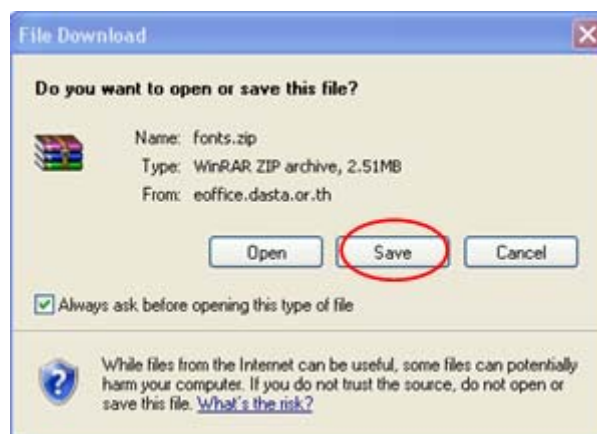 File Download
Do you want to open or save this file?
Name: fonts.zip
Type: WinRAR ZIP archive, 2.51MB
From: eoffice.dasta.or.th
Open Save Cancel
Always ask before opening this type of file
While files from the Internet can be useful, some files can potentially
harm your computer. If you do not trust the source, do not open or
save this file. What's the risk?